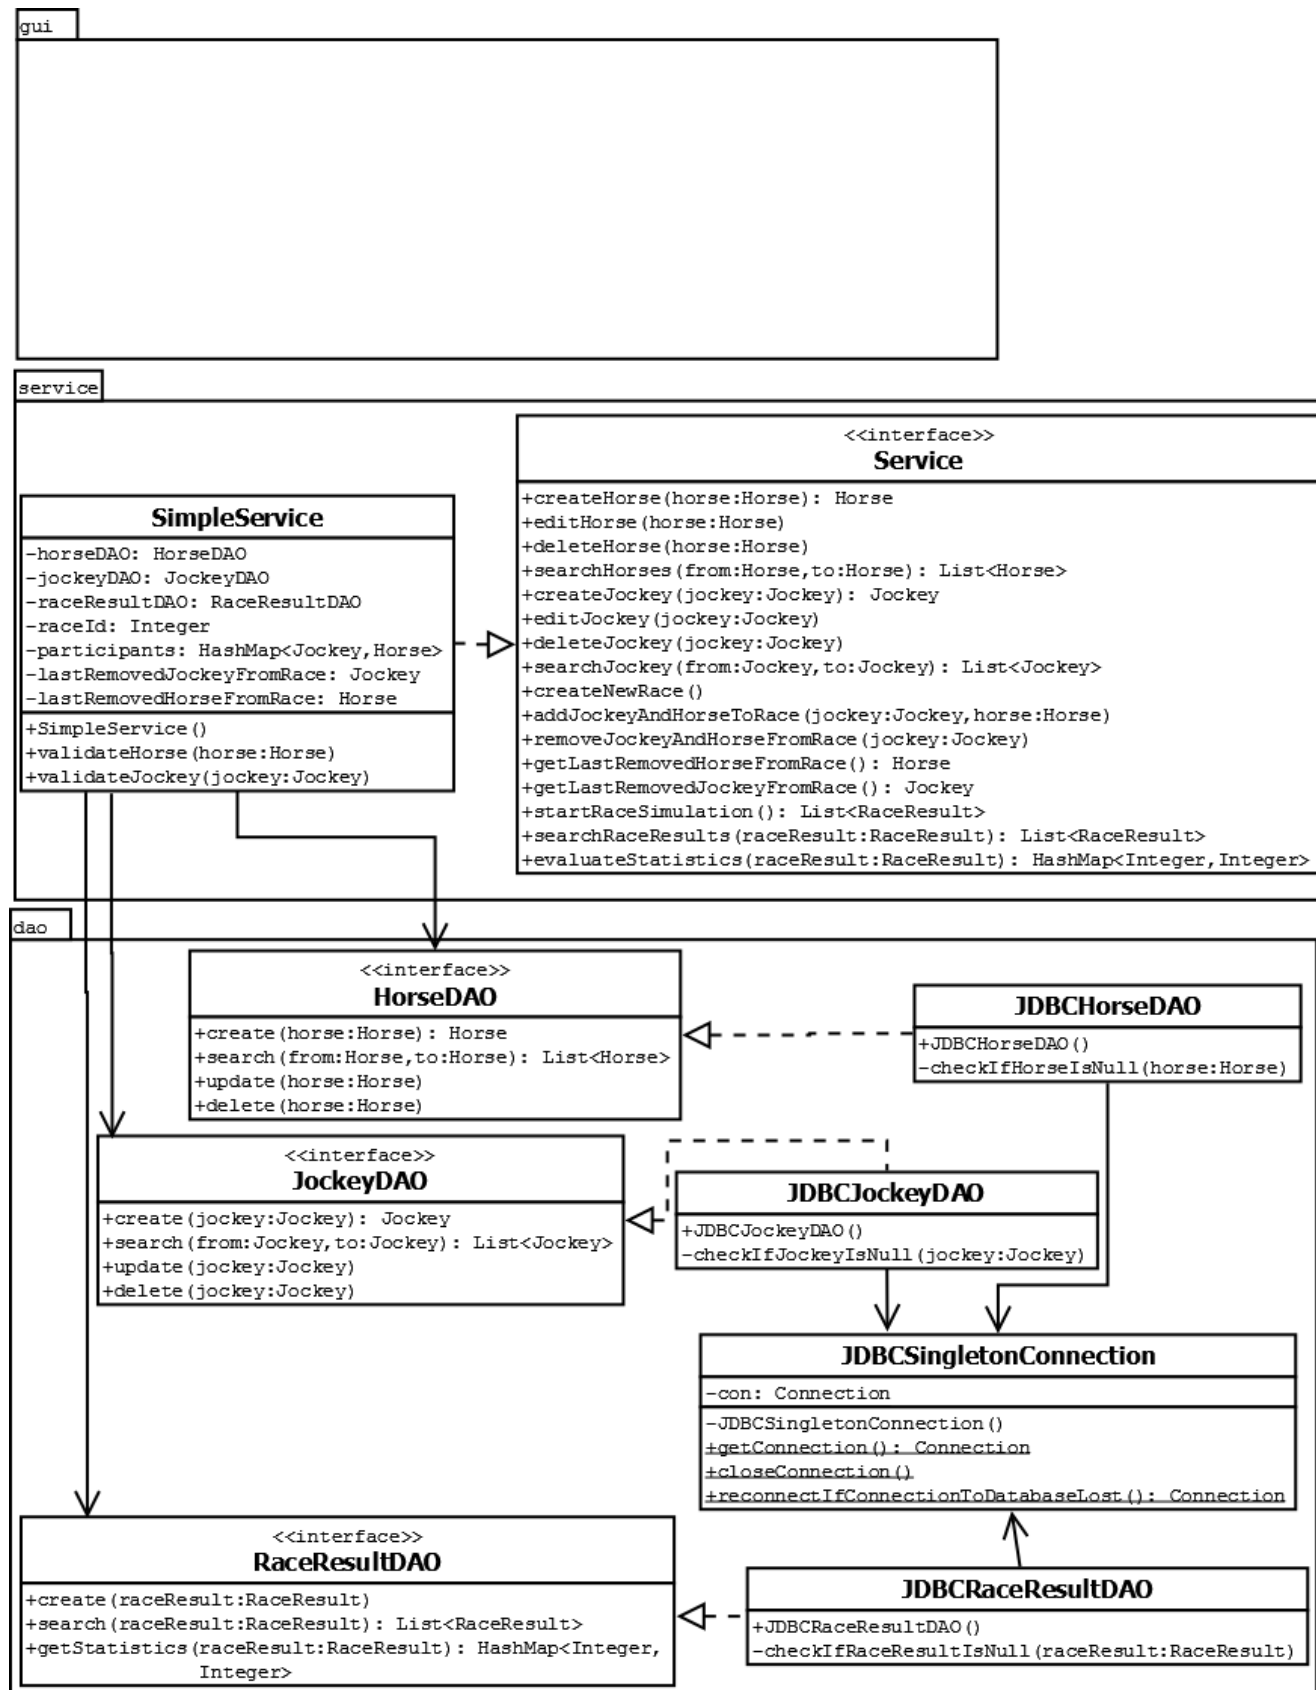 gui
service
<<interface>>
Service
+createHorse(horse:Horse): Horse
+editHorse(horse:Horse)
+deleteHorse(horse:Horse)
+searchHorses(from:Horse,to:Horse): List<Horse>
+createJockey(jockey:Jockey): Jockey
+editJockey(jockey:Jockey)
+deleteJockey(jockey:Jockey)
+searchJockey(from:Jockey,to:Jockey): List<Jockey>
+createNewRace()
+addJockeyAndHorseToRace(jockey:Jockey,horse:Horse)
+removeJockeyAndHorseFromRace(jockey:Jockey)
+getLastRemovedHorseFromRace(): Horse
+getLastRemovedJockeyFromRace(): Jockey
+startRaceSimulation(): List<RaceResult>
+searchRaceResults(raceResult:RaceResult): List<RaceResult>
+evaluateStatistics(raceResult:RaceResult): HashMap<Integer,Integer>
SimpleService
-horseDAO: HorseDAO
-jockeyDAO: JockeyDAO
-raceResultDAO: RaceResultDAO
-raceId: Integer
-participants: HashMap<Jockey,Horse>
-lastRemovedJockeyFromRace: Jockey
-lastRemovedHorseFromRace: Horse
+SimpleService()
+validateHorse(horse:Horse)
+validateJockey(jockey:Jockey)
dao
<<interface>>
HorseDAO
+create(horse:Horse): Horse
+search(from:Horse,to:Horse): List<Horse>
+update(horse:Horse)
+delete(horse:Horse)
JDBCHorseDAO
+JDBCHorseDAO()
-checkIfHorseIsNull(horse:Horse)
<<interface>>
JockeyDAO
+create(jockey:Jockey): Jockey
+search(from:Jockey,to:Jockey): List<Jockey>
+update(jockey:Jockey)
+delete(jockey:Jockey)
JDBCJockeyDAO
+JDBCJockeyDAO()
-checkIfJockeyIsNull(jockey:Jockey)
JDBCSingletonConnection
-con: Connection
-JDBCSingletonConnection()
+getConnection(): Connection
+closeConnection()
+reconnectIfConnectionToDatabaseLost(): Connection
<<interface>>
RaceResultDAO
+create(raceResult:RaceResult)
+search(raceResult:RaceResult): List<RaceResult>
+getStatistics(raceResult:RaceResult): HashMap<Integer,
Integer>
JDBCRaceResultDAO
+JDBCRaceResultDAO()
-checkIfRaceResultIsNull(raceResult:RaceResult)